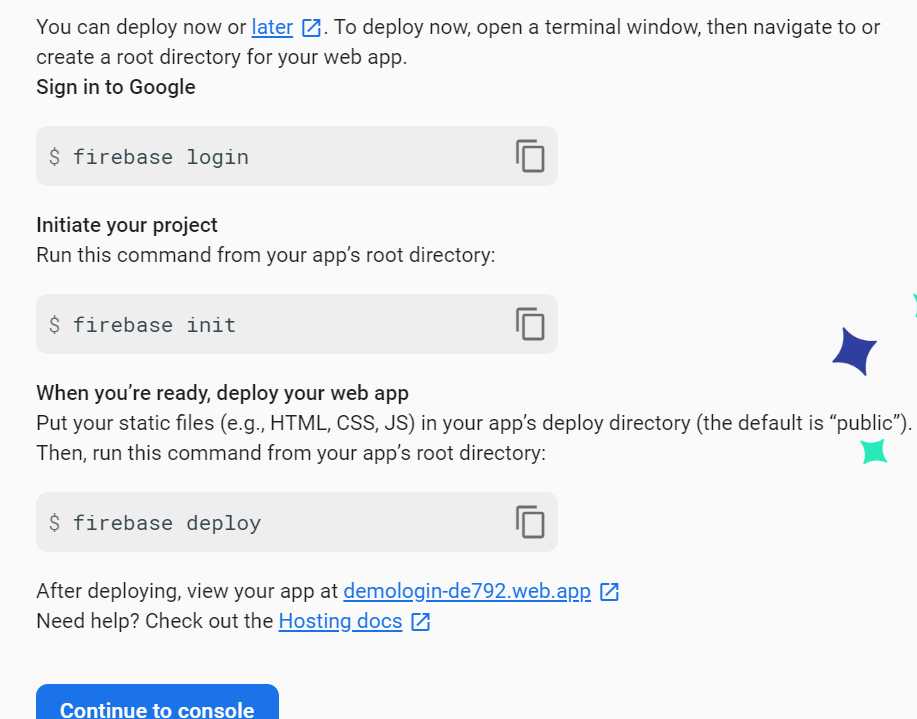 You can deploy now or later. To deploy now, open a terminal window, then navigate to or
create a root directory for your web app.
Sign in to Google
$ firebase login
Initiate your project
Run this command from your app’s root directory:
$ firebase init
When you’re ready, deploy your web app
Put your static files (e.g., HTML, CSS, JS) in your app’s deploy directory (the default is “public”).
Then, run this command from your app’s root directory:
$ firebase deploy
After deploying, view your app at demologin-de792.web.app
Need help? Check out the Hosting docs
Continue to console